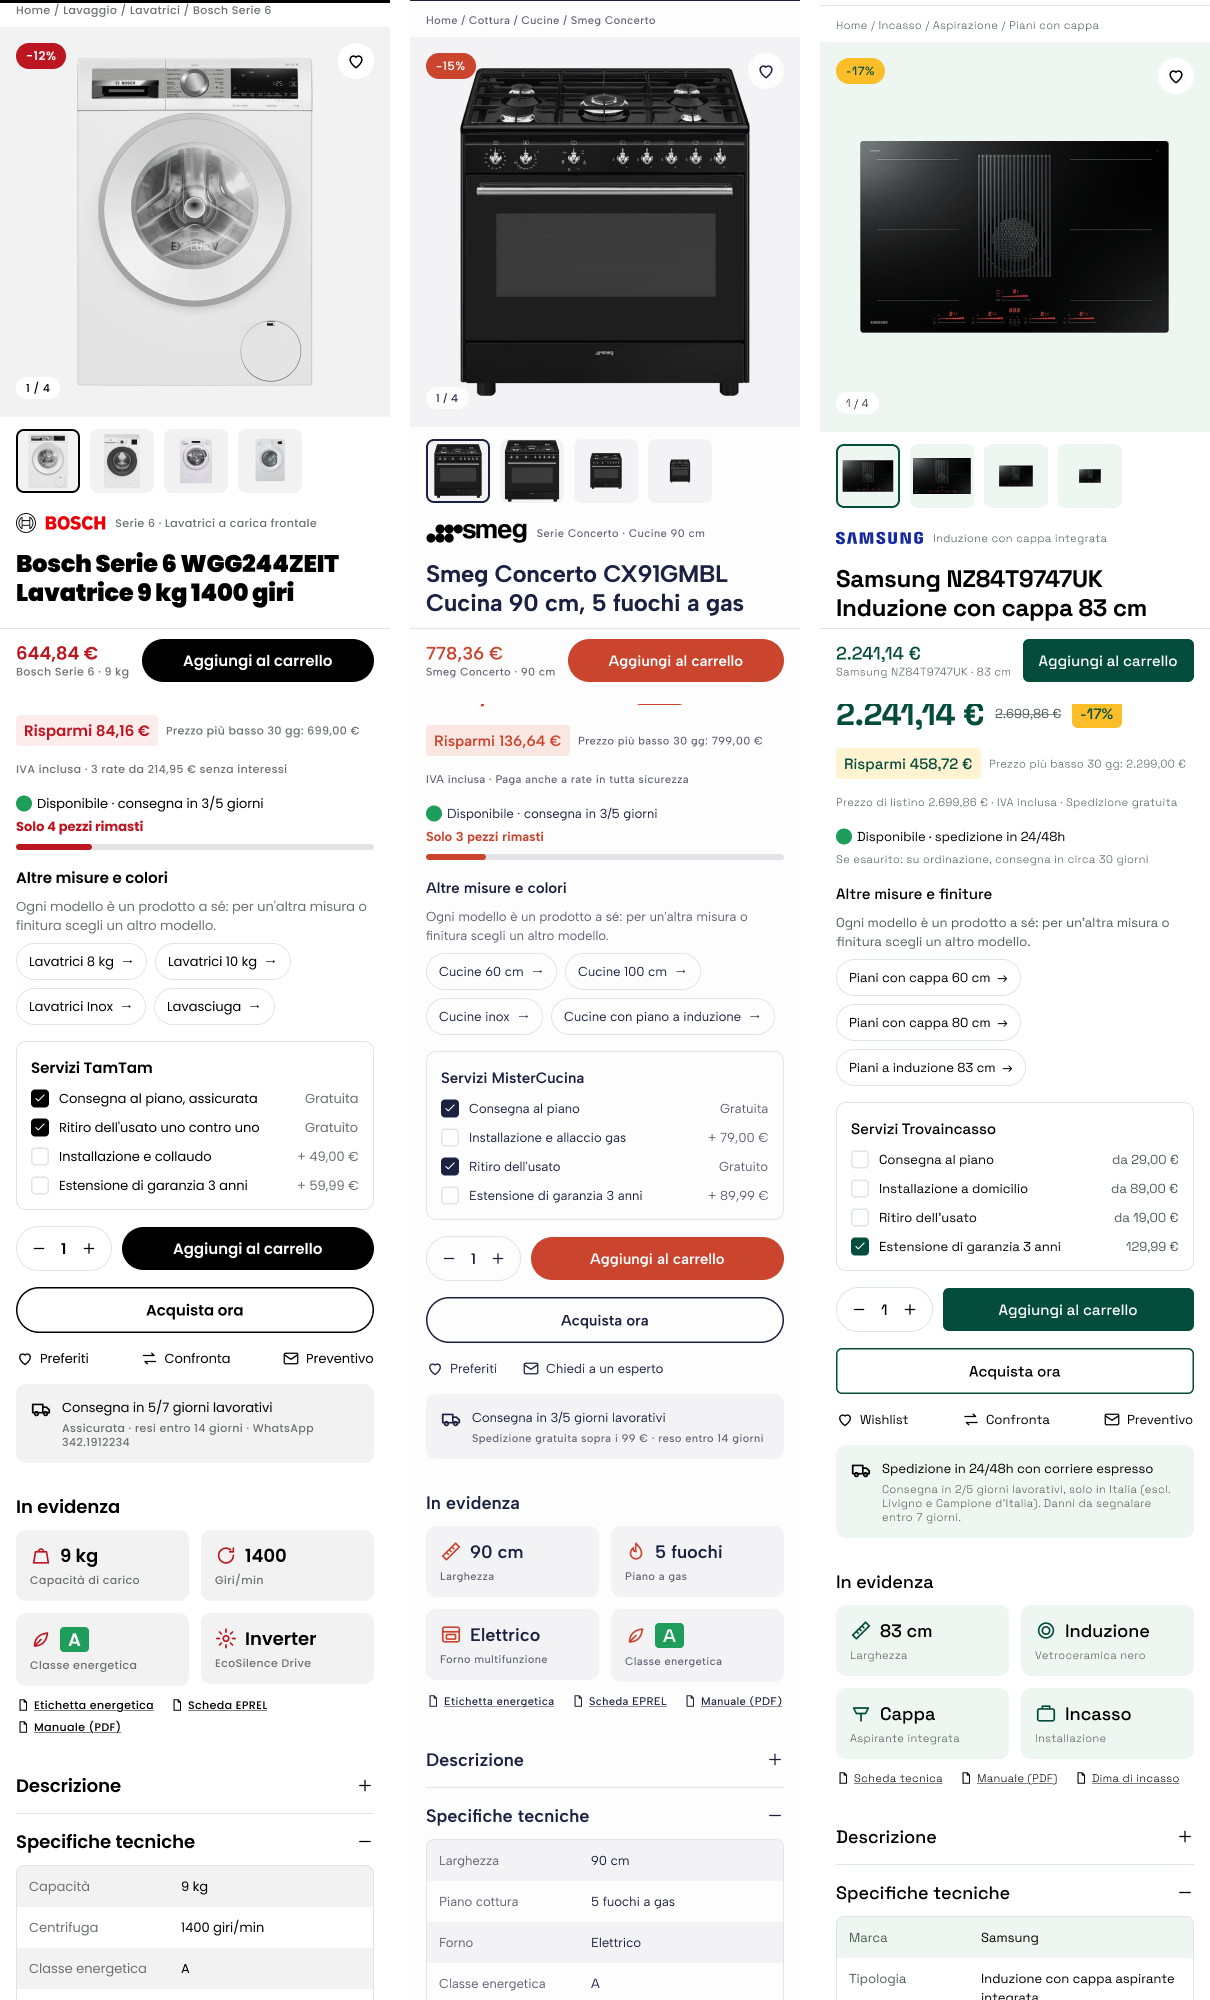 Home / Lavaggio / Lavatrici / Bosch Serie 6
-12%
BOSCH
EXCLUSIV
1 / 4
BOSCH
Serie 6 · Lavatrici a carica frontale
Bosch Serie 6 WGG244ZEIT
Lavatrice 9 kg 1400 giri
644,84 €
Bosch Serie 6 · 9 kg
Aggiungi al carrello
Risparmi 84,16 €
Prezzo più basso 30 gg: 699,00 €
IVA inclusa · 3 rate da 214,95 € senza interessi
Disponibile · consegna in 3/5 giorni
Solo 4 pezzi rimasti
Altre misure e colori
Ogni modello è un prodotto a sé: per un'altra misura o
finitura scegli un altro modello.
Lavatrici 8 kg →
Lavatrici 10 kg →
Lavatrici Inox →
Lavasciuga →
Servizi TamTam
Consegna al piano, assicurata Gratuita
Ritiro dell'usato uno contro uno Gratuito
Installazione e collaudo + 49,00 €
Estensione di garanzia 3 anni + 59,99 €
− 1 +
Aggiungi al carrello
Acquista ora
Preferiti
Confronta
Preventivo
Consegna in 5/7 giorni lavorativi
Assicurata · resi entro 14 giorni · WhatsApp
342.1912234
In evidenza
9 kg
Capacità di carico
1400
Giri/min
A
Classe energetica
Inverter
EcoSilence Drive
Etichetta energetica
Scheda EPREL
Manuale (PDF)
Descrizione +
Specifiche tecniche −
Capacità 9 kg
Centrifuga 1400 giri/min
Classe energetica A
Home / Cottura / Cucine / Smeg Concerto
-15%
smeg
1 / 4
smeg
Serie Concerto · Cucine 90 cm
Smeg Concerto CX91GMBL
Cucina 90 cm, 5 fuochi a gas
778,36 €
Smeg Concerto · 90 cm
Aggiungi al carrello
Risparmi 136,64 €
Prezzo più basso 30 gg: 799,00 €
IVA inclusa · Paga anche a rate in tutta sicurezza
Disponibile · consegna in 3/5 giorni
Solo 3 pezzi rimasti
Altre misure e colori
Ogni modello è un prodotto a sé: per un'altra misura o
finitura scegli un altro modello.
Cucine 60 cm →
Cucine 100 cm →
Cucine inox →
Cucine con piano a induzione →
Servizi MisterCucina
Consegna al piano Gratuita
Installazione e allaccio gas + 79,00 €
Ritiro dell'usato Gratuito
Estensione di garanzia 3 anni + 89,99 €
− 1 +
Aggiungi al carrello
Acquista ora
Preferiti
Chiedi a un esperto
Consegna in 3/5 giorni lavorativi
Spedizione gratuita sopra i 99 € · reso entro 14 giorni
In evidenza
90 cm
Larghezza
5 fuochi
Piano a gas
Elettrico
Forno multifunzione
A
Classe energetica
Etichetta energetica
Scheda EPREL
Manuale (PDF)
Descrizione +
Specifiche tecniche −
Larghezza 90 cm
Piano cottura 5 fuochi a gas
Forno Elettrico
Classe energetica A
Home / Incasso / Aspirazione / Piani con cappa
-17%
SAMSUNG
1 / 4
SAMSUNG
Induzione con cappa integrata
Samsung NZ84T9747UK
Induzione con cappa 83 cm
2.241,14 €
Samsung NZ84T9747UK · 83 cm
Aggiungi al carrello
2.241,14 €
2.699,86 €
-17%
Risparmi 458,72 €
Prezzo più basso 30 gg: 2.299,00 €
Prezzo di listino 2.699,86 € · IVA inclusa · Spedizione gratuita
Disponibile · spedizione in 24/48h
Se esaurito: su ordinazione, consegna in circa 30 giorni
Altre misure e finiture
Ogni modello è un prodotto a sé: per un'altra misura o
finitura scegli un altro modello.
Piani con cappa 60 cm →
Piani con cappa 80 cm →
Piani a induzione 83 cm →
Servizi Trovaincasso
Consegna al piano da 29,00 €
Installazione a domicilio da 89,00 €
Ritiro dell'usato da 19,00 €
Estensione di garanzia 3 anni 129,99 €
− 1 +
Aggiungi al carrello
Acquista ora
Wishlist
Confronta
Preventivo
Spedizione in 24/48h con corriere espresso
Consegna in 2/5 giorni lavorativi, solo in Italia (escl.
Livigno e Campione d'Italia). Danni da segnalare
entro 7 giorni.
In evidenza
83 cm
Larghezza
Induzione
Vetroceramica nero
Cappa
Aspirante integrata
Incasso
Installazione
Scheda tecnica
Manuale (PDF)
Dima di incasso
Descrizione +
Specifiche tecniche −
Marca Samsung
Tipologia Induzione con cappa aspirante
integrata